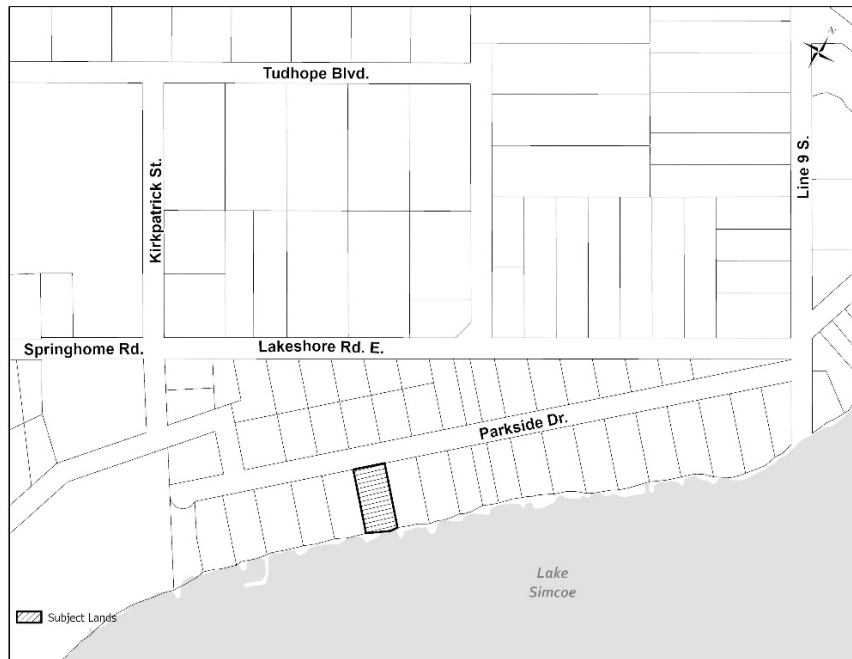 N
Tudhope Blvd.
Kirkpatrick St.
Line 9 S.
Springhome Rd.
Lakeshore Rd. E.
Parkside Dr.
Lake
Simcoe
Subject Lands